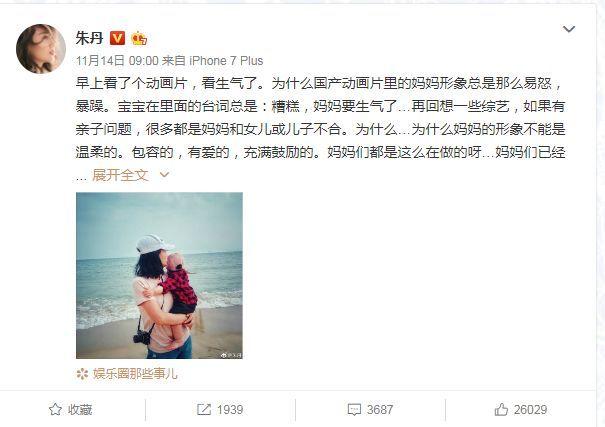 朱丹
11月14日 09:00 来自 iPhone 7 Plus
早上看了个动画片，看生气了。为什么国产动画片里的妈妈形象总是那么易怒，
暴躁。宝宝在里面的台词总是：糟糕，妈妈要生气了...再回想一些综艺，如果有
亲子问题，很多都是妈妈和女儿或儿子不合。为什么...为什么妈妈的形象不能是
温柔的。包容的，有爱的，充满鼓励的。妈妈们都是这么在做的呀...妈妈们已经
... 展开全文
娱乐圈那些事儿
收藏
1939
3687
26029